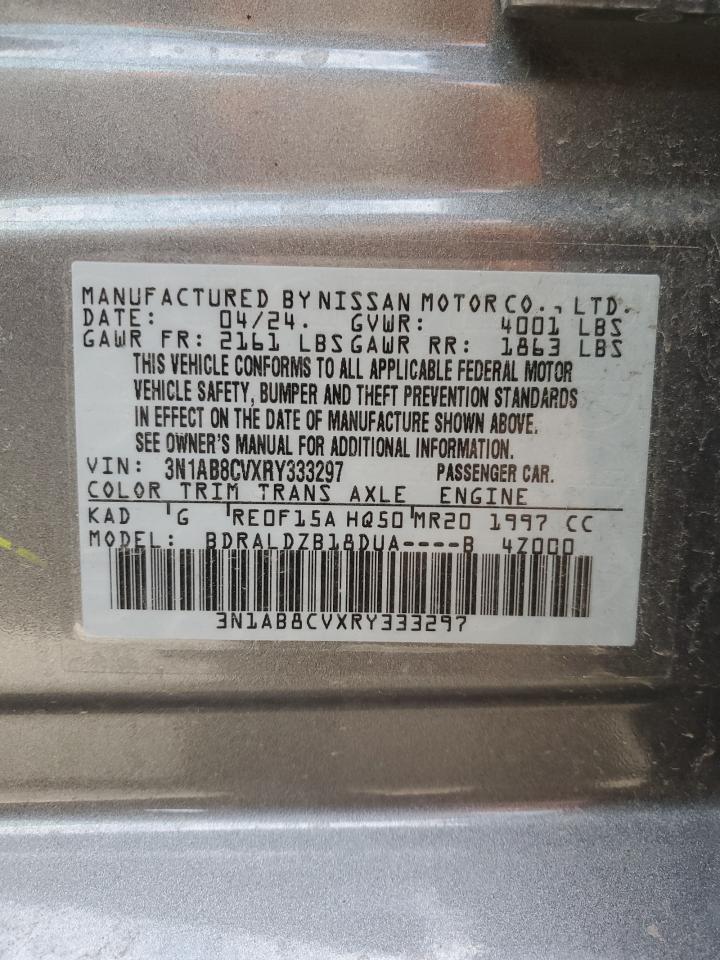 MANUFACTURED BY NISSAN MOTOR CO., LTD.
DATE: 04/24. GVWR: 4001 LBS
GAWR FR: 2161 LBS GAWR RR: 1863 LBS
THIS VEHICLE CONFORMS TO ALL APPLICABLE FEDERAL MOTOR
VEHICLE SAFETY, BUMPER AND THEFT PREVENTION STANDARDS
IN EFFECT ON THE DATE OF MANUFACTURE SHOWN ABOVE.
SEE OWNER'S MANUAL FOR ADDITIONAL INFORMATION.
VIN: 3N1AB8CVXRY333297 PASSENGER CAR.
COLOR TRIM TRANS AXLE ENGINE
KAD G RE0F15A HQ50 MR20 1997 CC
MODEL: BDRALDZB18DUA----B 4Z000
3N1AB8CVXRY333297